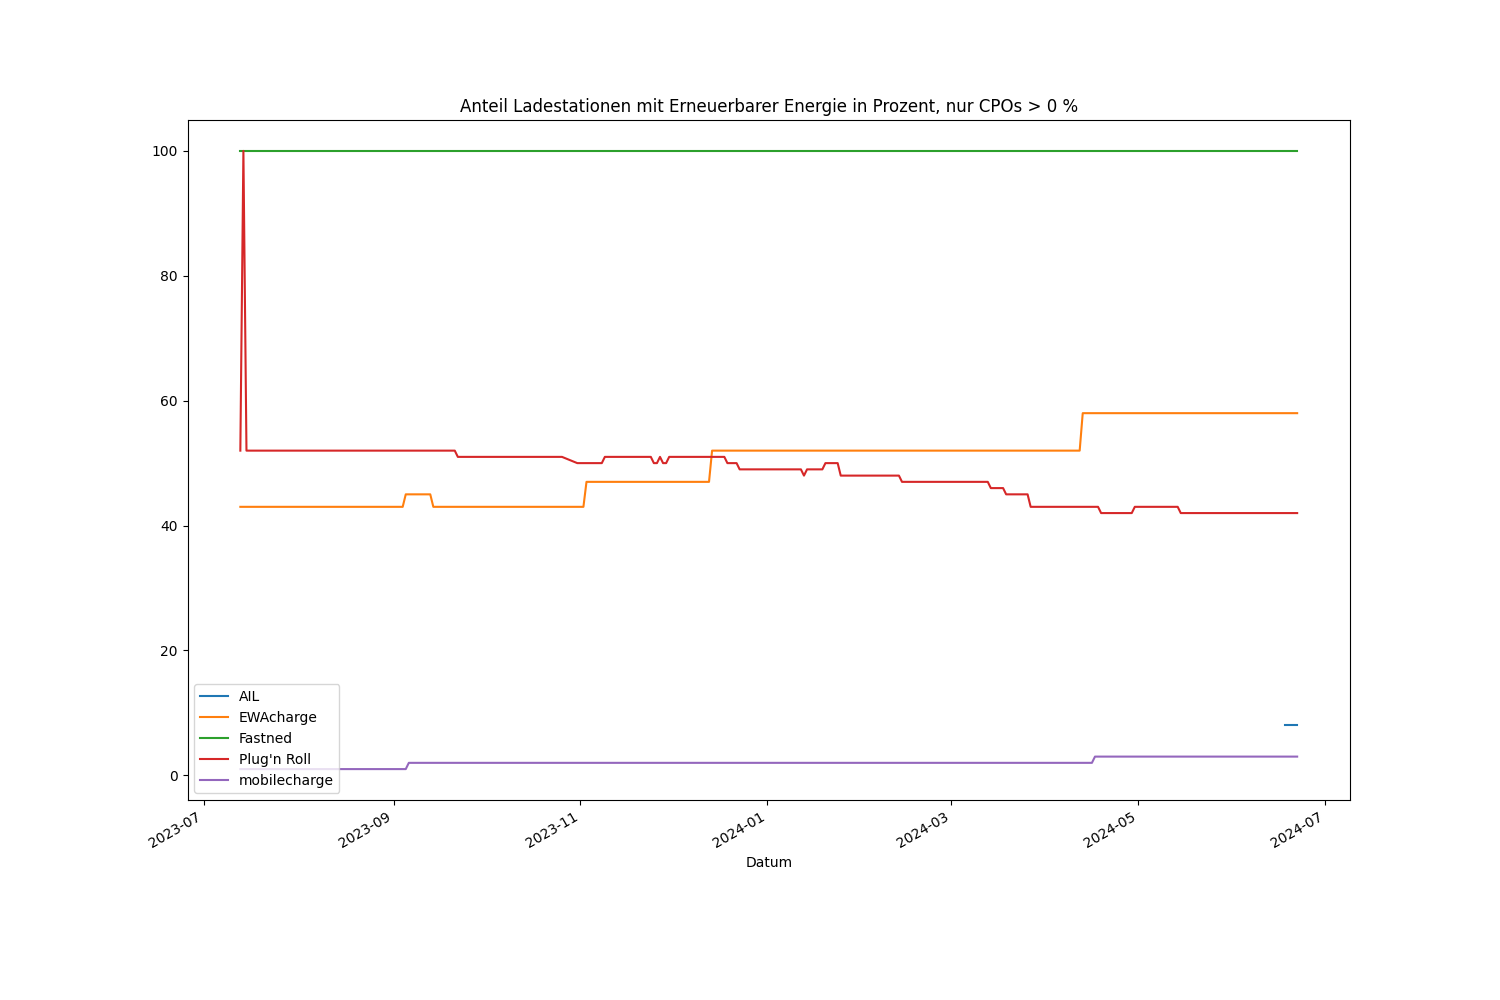 Anteil Ladestationen mit Erneuerbarer Energie in Prozent, nur CPOs > 0 %
100
80
60
40
20
0
AIL
EWAcharge
Fastned
Plug'n Roll
mobilecharge
2023-07
2023-09
2023-11
2024-01
2024-03
2024-05
2024-07
Datum